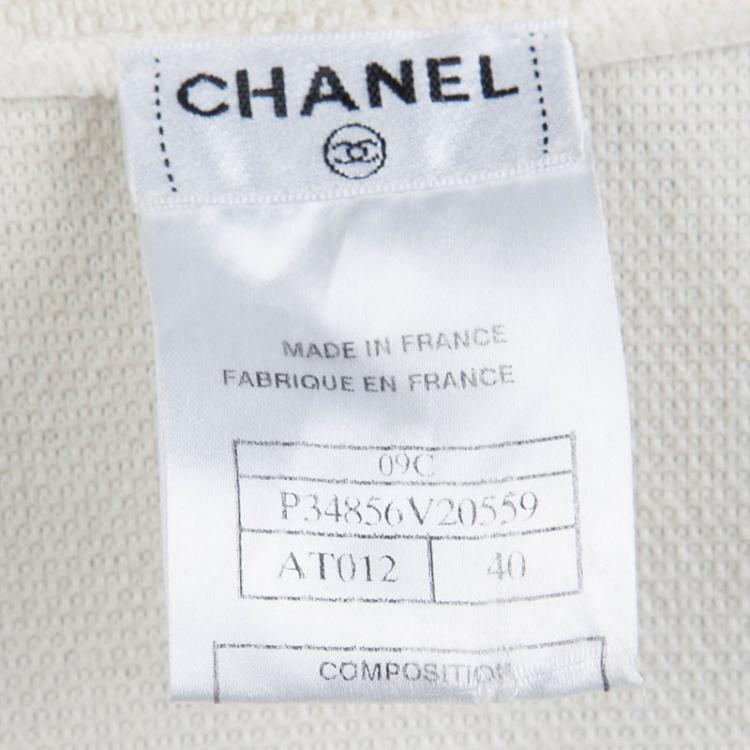 CHANEL
MADE IN FRANCE
FABRIQUE EN FRANCE
09C
P34856V20559
AT012 40
COMPOSITION